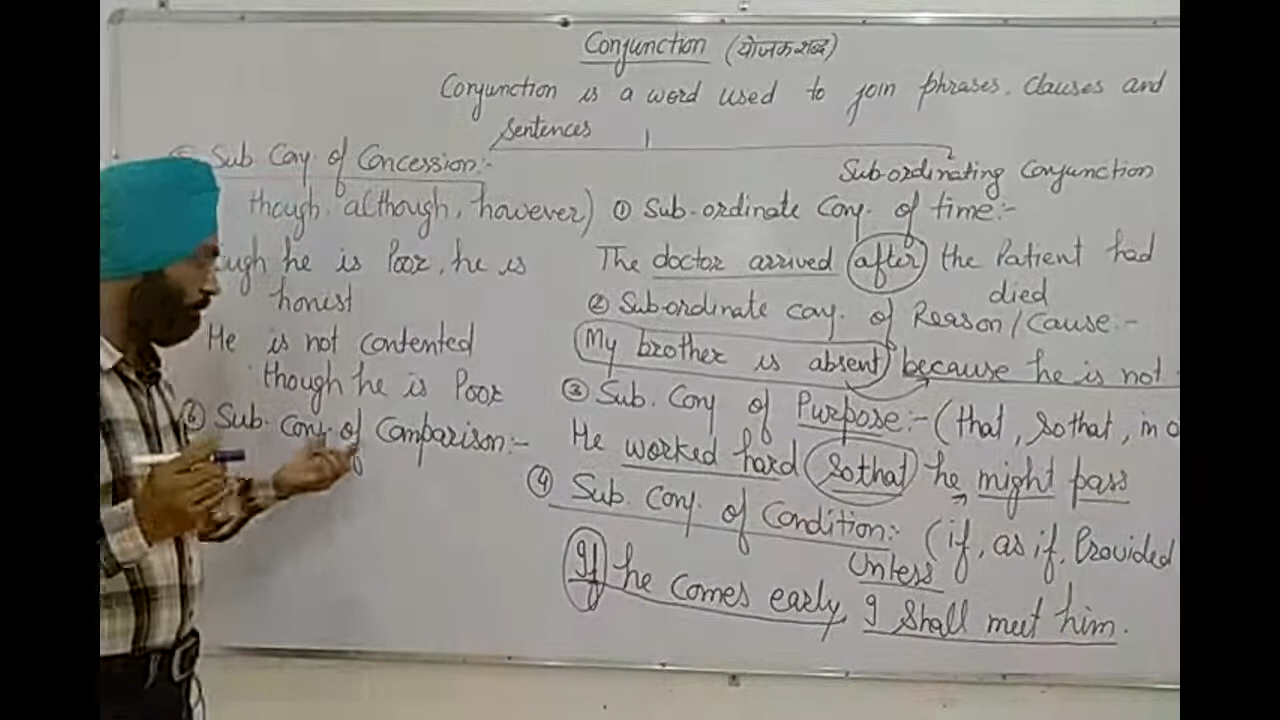 Conjunction (योजक शब्द)
Conjunction is a word used to join phrases, Clauses and
Sentences
Sub-ordinating Conjunction
① Sub-ordinate Conj. of time:-
The doctor arrived after the Patient had
died
② Sub-ordinate conj. of Reason/Cause:-
My brother is absent because he is not
③ Sub. Conj of Purpose:- (that, so that, in o
He worked hard so that he might pass
④ Sub. Conj. of Condition: (if, as if, Provided
Unless
If he comes early, I shall meet him.
Sub Conj. of Concession:-
though, although, however)
ugh he is Poor, he is
honest
He is not contented
though he is Poor
⑥ Sub. Conj. of Comparison:-